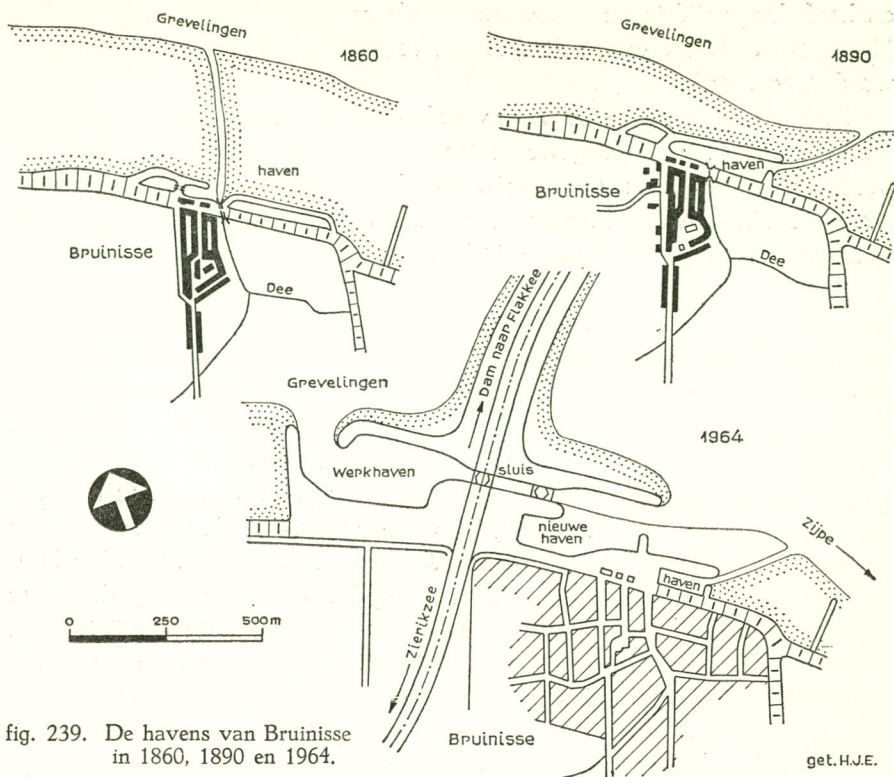 Grevelingen
1860
haven
Bruinisse
Dee
Grevelingen
1890
haven
Bruinisse
Dee
Grevelingen
Dam naar Flakkee
1964
Werkhaven
sluis
nieuwe
haven
Zijpe
haven
Zierikzee
0 250 500m
Bruinisse
fig. 239. De havens van Bruinisse
in 1860, 1890 en 1964.
get. H.J.E.